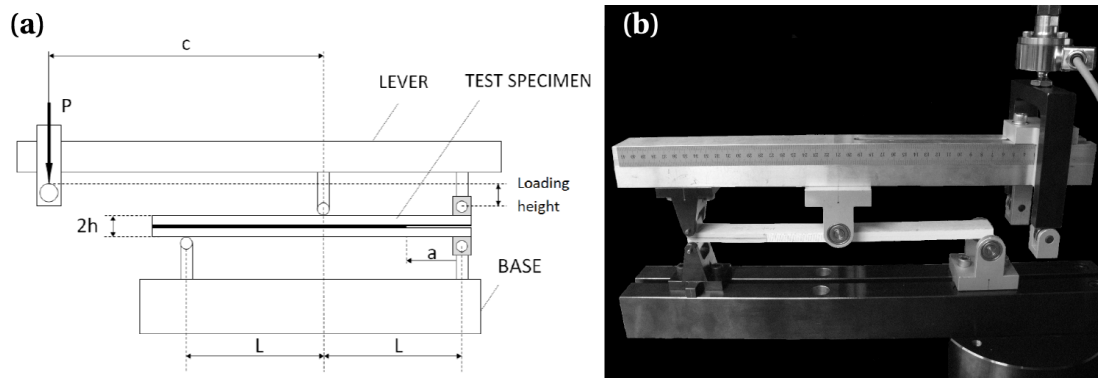 (a)
c
P
LEVER
TEST SPECIMEN
Loading
height
2h
a
BASE
L
L
(b)